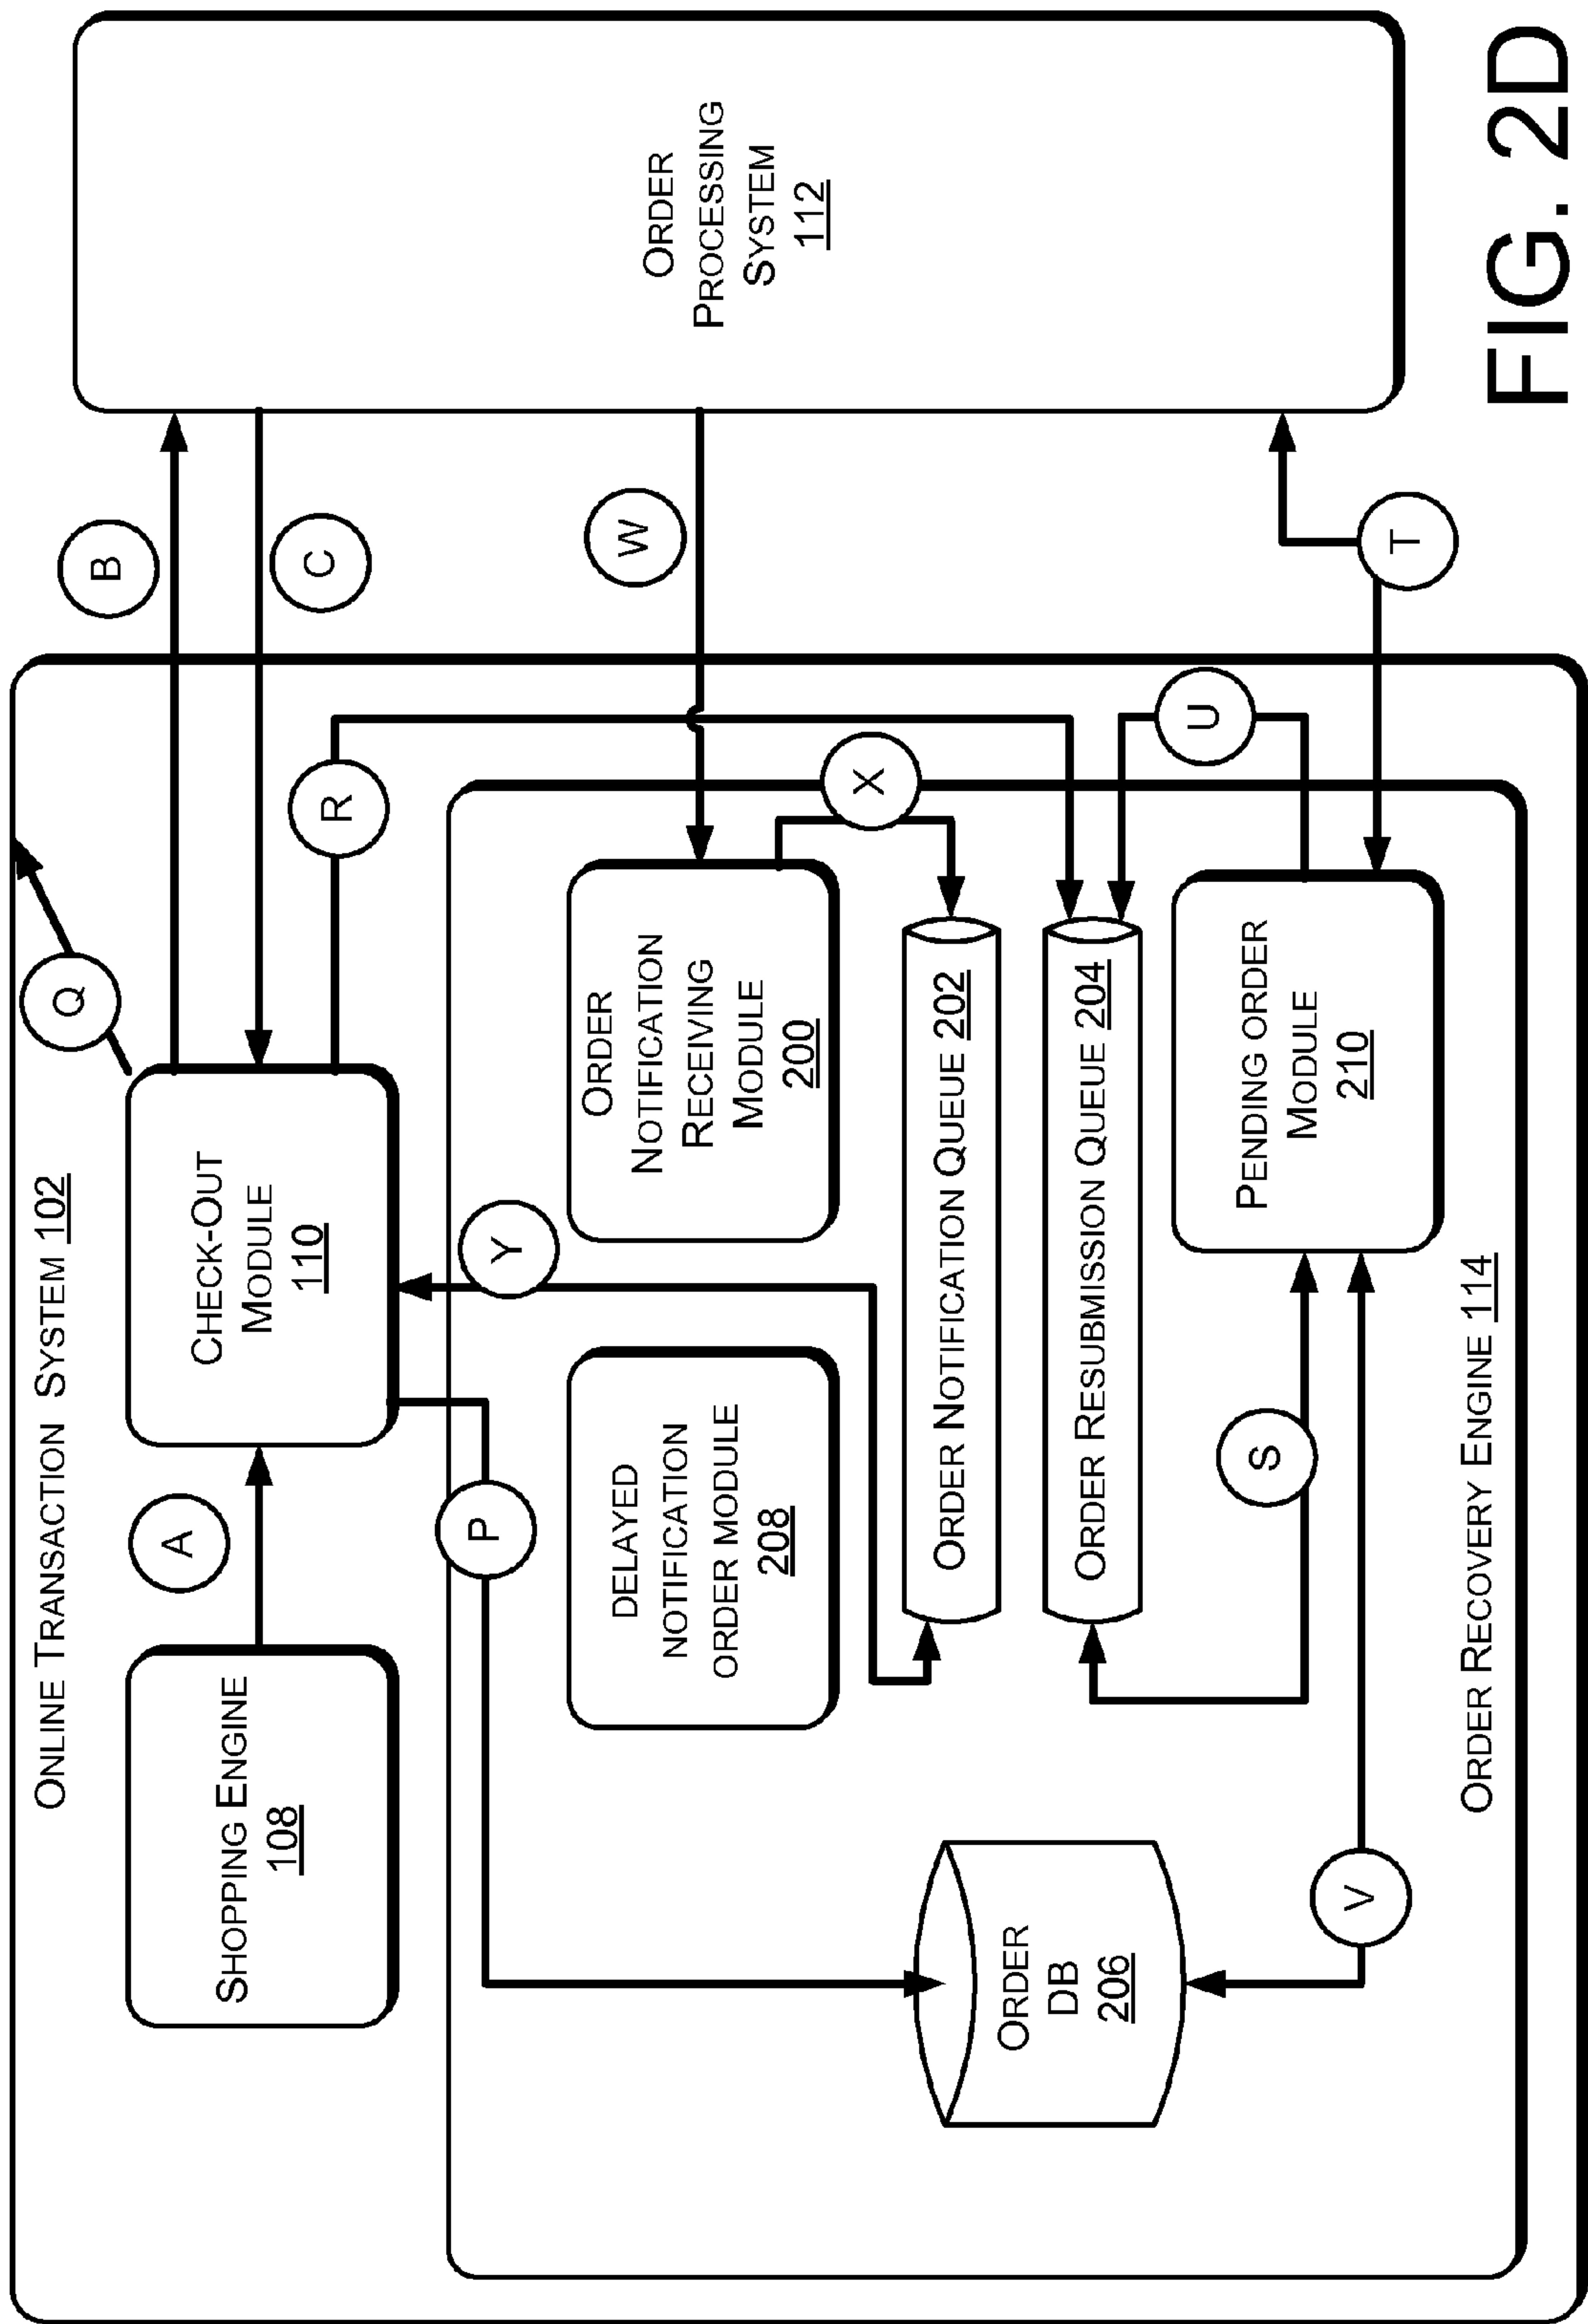 ONLINE TRANSACTION SYSTEM 102
Q
SHOPPING ENGINE
108
A
CHECK-OUT
MODULE
110
B
C
R
P
Y
W
ORDER
PROCESSING
SYSTEM
112
DELAYED
NOTIFICATION
ORDER MODULE
208
ORDER
NOTIFICATION
RECEIVING
MODULE
200
X
ORDER NOTIFICATION QUEUE 202
ORDER
DB
206
ORDER RESUBMISSION QUEUE 204
U
S
PENDING ORDER
MODULE
210
V
T
ORDER RECOVERY ENGINE 114
FIG. 2D